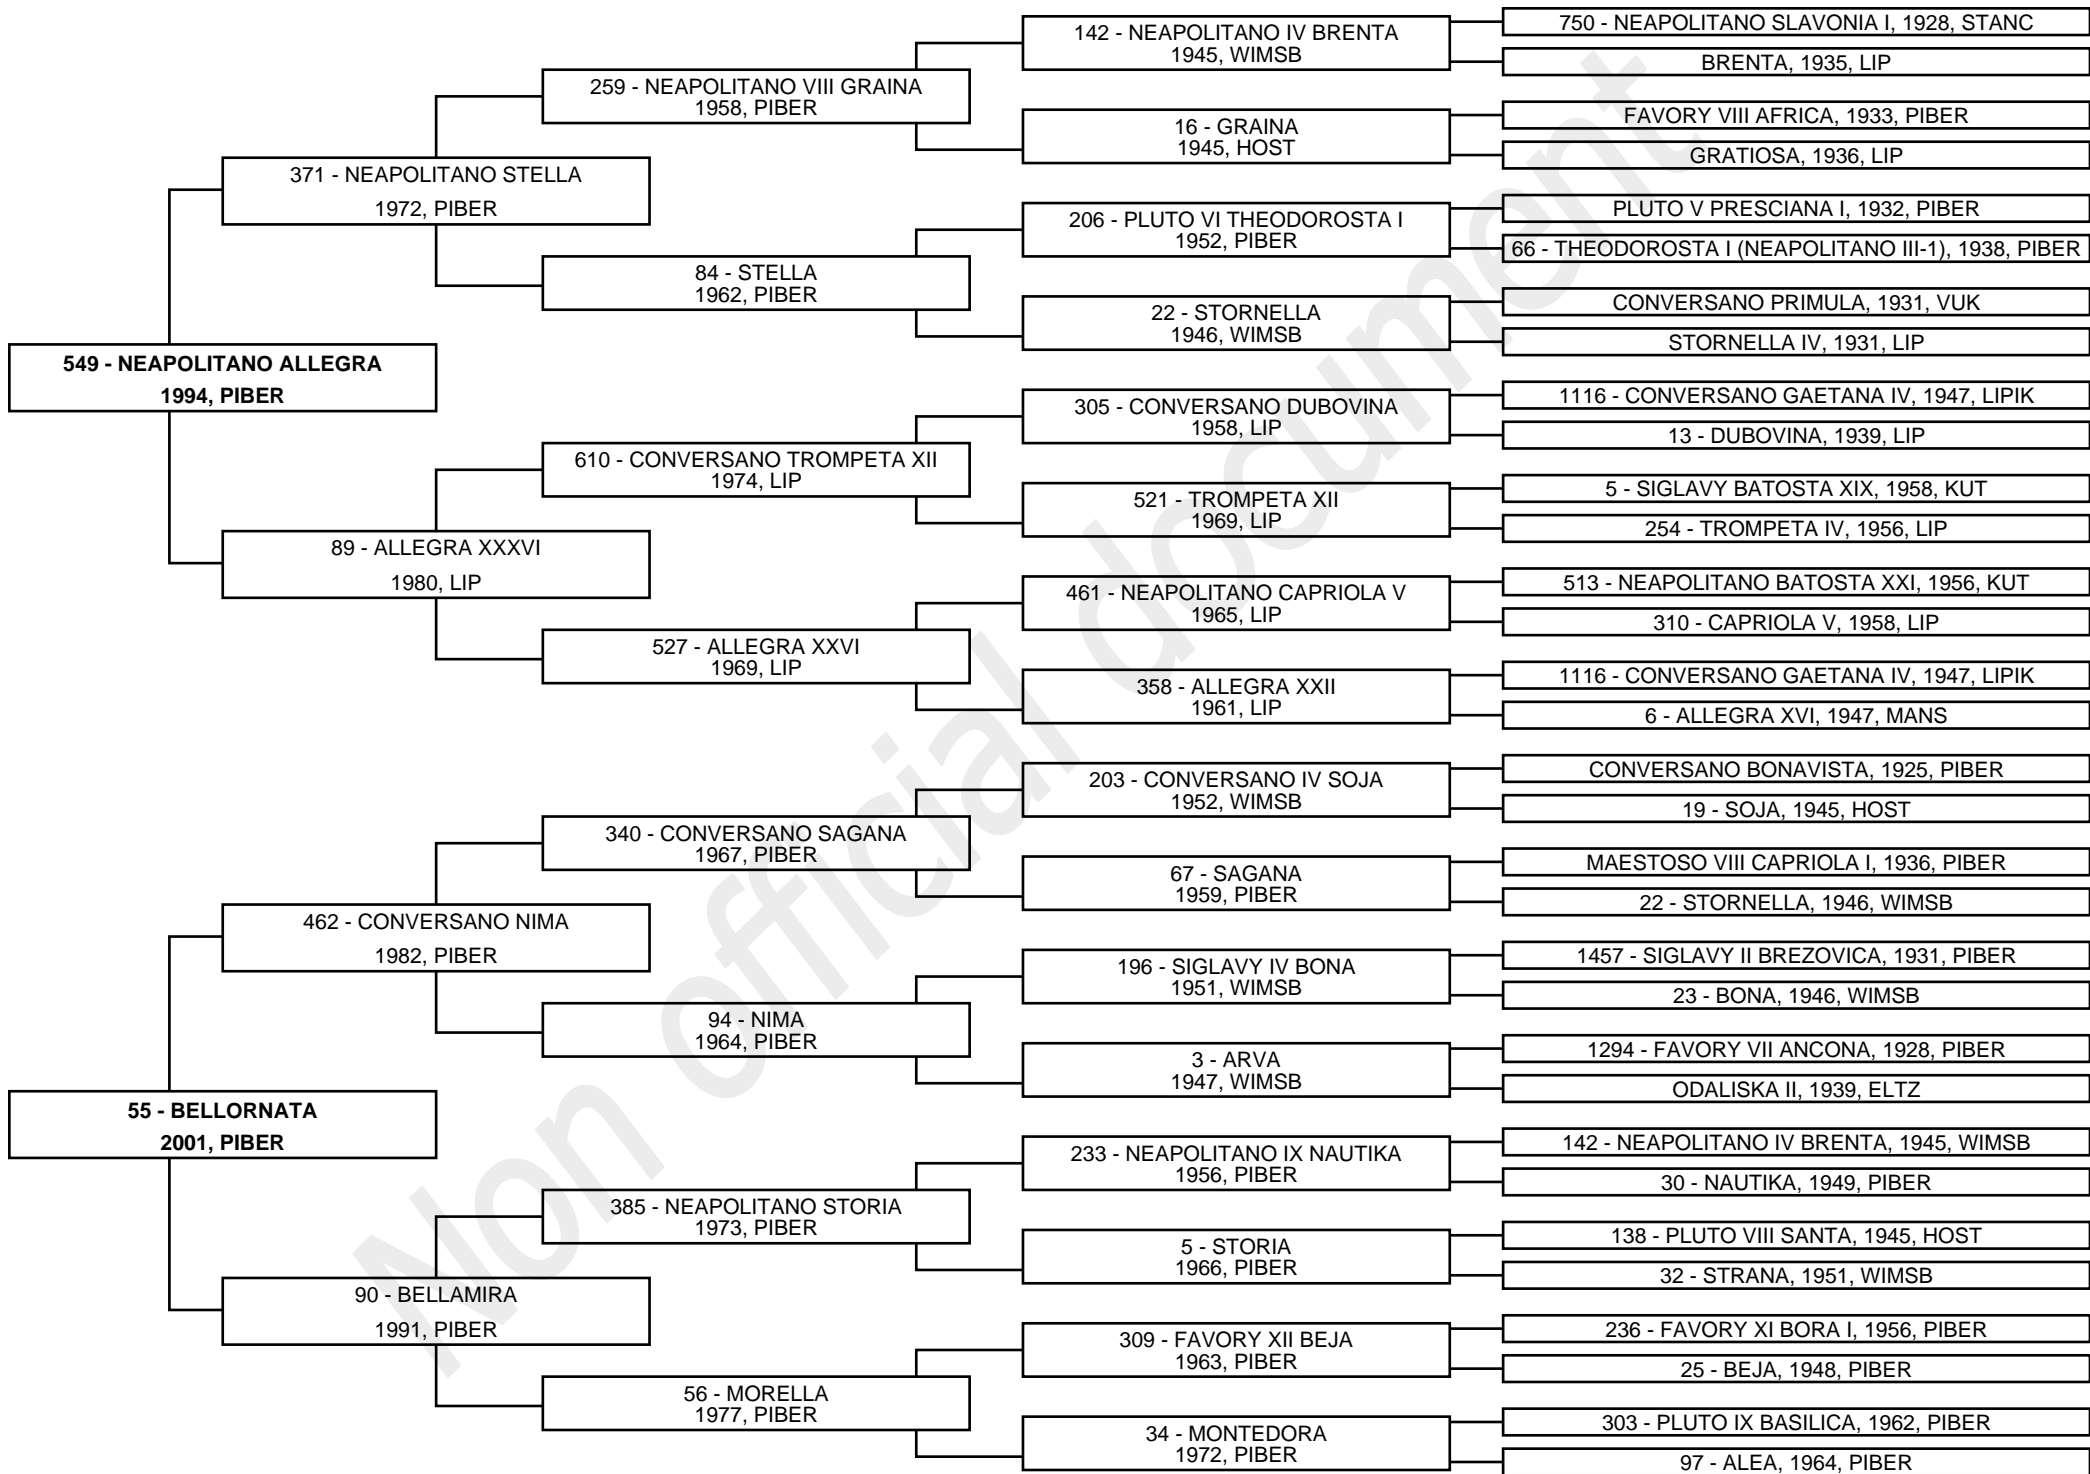 549 - NEAPOLITANO ALLEGRA
1994, PIBER
55 - BELLORNATA
2001, PIBER
371 - NEAPOLITANO STELLA
1972, PIBER
89 - ALLEGRA XXXVI
1980, LIP
462 - CONVERSANO NIMA
1982, PIBER
90 - BELLAMIRA
1991, PIBER
259 - NEAPOLITANO VIII GRAINA
1958, PIBER
84 - STELLA
1962, PIBER
610 - CONVERSANO TROMPETA XII
1974, LIP
527 - ALLEGRA XXVI
1969, LIP
340 - CONVERSANO SAGANA
1967, PIBER
94 - NIMA
1964, PIBER
385 - NEAPOLITANO STORIA
1973, PIBER
56 - MORELLA
1977, PIBER
142 - NEAPOLITANO IV BRENTA
1945, WIMSB
16 - GRAINA
1945, HOST
206 - PLUTO VI THEODOROSTA I
1952, PIBER
22 - STORNELLA
1946, WIMSB
305 - CONVERSANO DUBOVINA
1958, LIP
521 - TROMPETA XII
1969, LIP
461 - NEAPOLITANO CAPRIOLA V
1965, LIP
358 - ALLEGRA XXII
1961, LIP
203 - CONVERSANO IV SOJA
1952, WIMSB
67 - SAGANA
1959, PIBER
196 - SIGLAVY IV BONA
1951, WIMSB
3 - ARVA
1947, WIMSB
233 - NEAPOLITANO IX NAUTIKA
1956, PIBER
5 - STORIA
1966, PIBER
309 - FAVORY XII BEJA
1963, PIBER
34 - MONTEDORA
1972, PIBER
750 - NEAPOLITANO SLAVONIA I, 1928, STANC
BRENTA, 1935, LIP
FAVORY VIII AFRICA, 1933, PIBER
GRATIOSA, 1936, LIP
PLUTO V PRESCIANA I, 1932, PIBER
66 - THEODOROSTA I (NEAPOLITANO III-1), 1938, PIBER
CONVERSANO PRIMULA, 1931, VUK
STORNELLA IV, 1931, LIP
1116 - CONVERSANO GAETANA IV, 1947, LIPIK
13 - DUBOVINA, 1939, LIP
5 - SIGLAVY BATOSTA XIX, 1958, KUT
254 - TROMPETA IV, 1956, LIP
513 - NEAPOLITANO BATOSTA XXI, 1956, KUT
310 - CAPRIOLA V, 1958, LIP
1116 - CONVERSANO GAETANA IV, 1947, LIPIK
6 - ALLEGRA XVI, 1947, MANS
CONVERSANO BONAVISTA, 1925, PIBER
19 - SOJA, 1945, HOST
MAESTOSO VIII CAPRIOLA I, 1936, PIBER
22 - STORNELLA, 1946, WIMSB
1457 - SIGLAVY II BREZOVICA, 1931, PIBER
23 - BONA, 1946, WIMSB
1294 - FAVORY VII ANCONA, 1928, PIBER
ODALISKA II, 1939, ELTZ
142 - NEAPOLITANO IV BRENTA, 1945, WIMSB
30 - NAUTIKA, 1949, PIBER
138 - PLUTO VIII SANTA, 1945, HOST
32 - STRANA, 1951, WIMSB
236 - FAVORY XI BORA I, 1956, PIBER
25 - BEJA, 1948, PIBER
303 - PLUTO IX BASILICA, 1962, PIBER
97 - ALEA, 1964, PIBER
Non official document